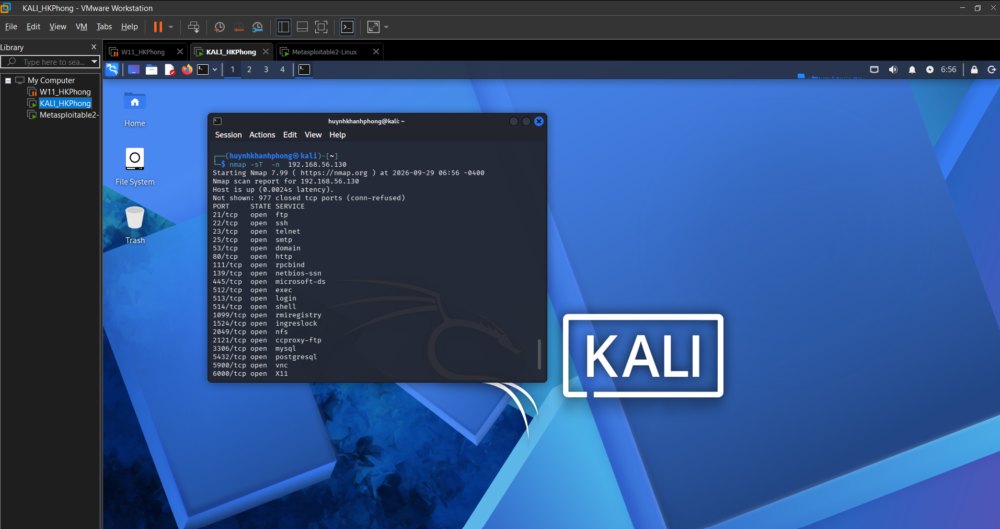 KALI_HKPhong - VMware Workstation
File Edit View VM Tabs Help
Library
Type here to sea...
My Computer
W11_HKPhong
KALI_HKPhong
Metasploitable2-
W11_HKPhong KALI_HKPhong Metasploitable2-Linux
1 2 3 4 6:56
Home
File System
Trash
huynhkhanhphong@kali: ~
Session Actions Edit View Help
┌──(huynhkhanhphong㉿kali)-[~]
└─$ nmap -sT  -n  192.168.56.130
Starting Nmap 7.99 ( https://nmap.org ) at 2026-09-29 06:56 -0400
Nmap scan report for 192.168.56.130
Host is up (0.0024s latency).
Not shown: 977 closed tcp ports (conn-refused)
PORT     STATE SERVICE
21/tcp   open  ftp
22/tcp   open  ssh
23/tcp   open  telnet
25/tcp   open  smtp
53/tcp   open  domain
80/tcp   open  http
111/tcp  open  rpcbind
139/tcp  open  netbios-ssn
445/tcp  open  microsoft-ds
512/tcp  open  exec
513/tcp  open  login
514/tcp  open  shell
1099/tcp open  rmiregistry
1524/tcp open  ingreslock
2049/tcp open  nfs
2121/tcp open  ccproxy-ftp
3306/tcp open  mysql
5432/tcp open  postgresql
5900/tcp open  vnc
6000/tcp open  X11
KALI